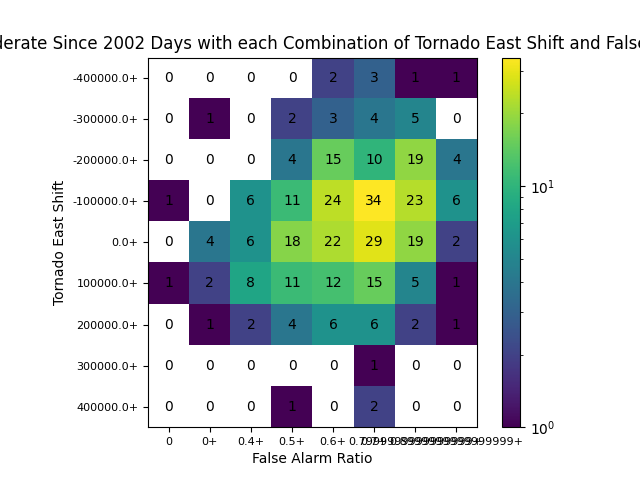 derate Since 2002 Days with each Combination of Tornado East Shift and False
-400000.0+ 0 0 0 0 2 3 1 1
-300000.0+ 0 1 0 2 3 4 5 0
-200000.0+ 0 0 0 4 15 10 19 4
-100000.0+ 1 0 6 11 24 34 23 6
0.0+ 0 4 6 18 22 29 19 2
100000.0+ 1 2 8 11 12 15 5 1
200000.0+ 0 1 2 4 6 6 2 1
300000.0+ 0 0 0 0 0 1 0 0
400000.0+ 0 0 0 1 0 2 0 0
0 0+ 0.4+ 0.5+ 0.6+
False Alarm Ratio
Tornado East Shift
10^1
10^0